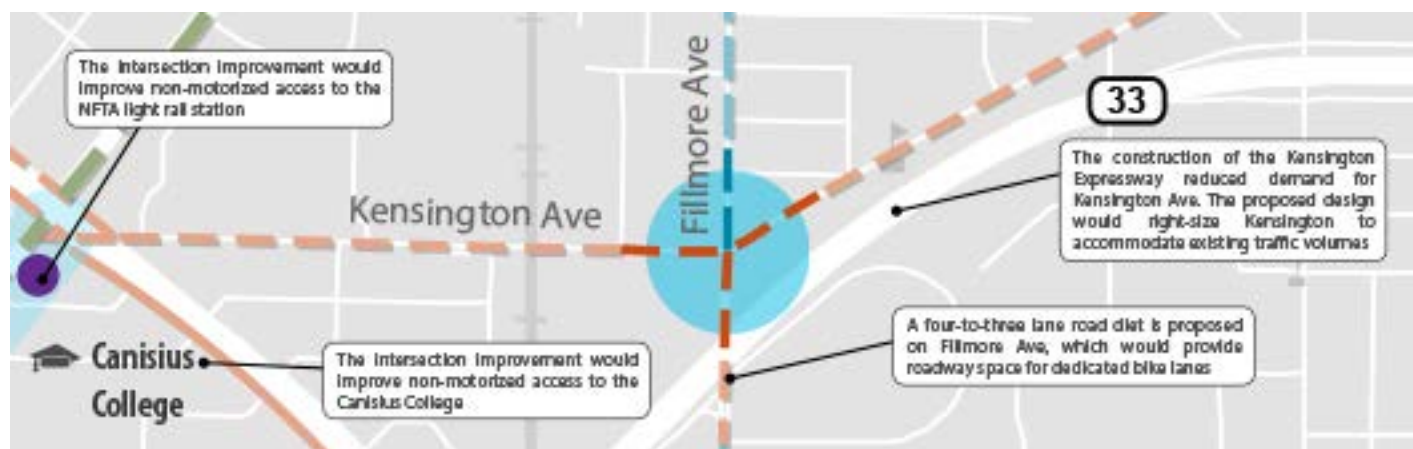 The intersection improvement would
improve non-motorized access to the
NFTA light rail station
Kensington Ave
Fillmore Ave
33
The construction of the Kensington
Expressway reduced demand for
Kensington Ave. The proposed design
would right-size Kensington to
accommodate existing traffic volumes
Canisius
College
The intersection improvement would
improve non-motorized access to the
Canisius College
A four-to-three lane road diet is proposed
on Fillmore Ave, which would provide
roadway space for dedicated bike lanes